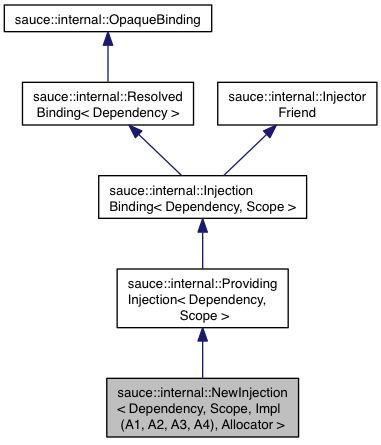 sauce::internal::OpaqueBinding
sauce::internal::Resolved
Binding< Dependency >
sauce::internal::Injector
Friend
sauce::internal::Injection
Binding< Dependency, Scope >
sauce::internal::Providing
Injection< Dependency,
Scope >
sauce::internal::NewInjection
< Dependency, Scope, Impl
(A1, A2, A3, A4), Allocator >